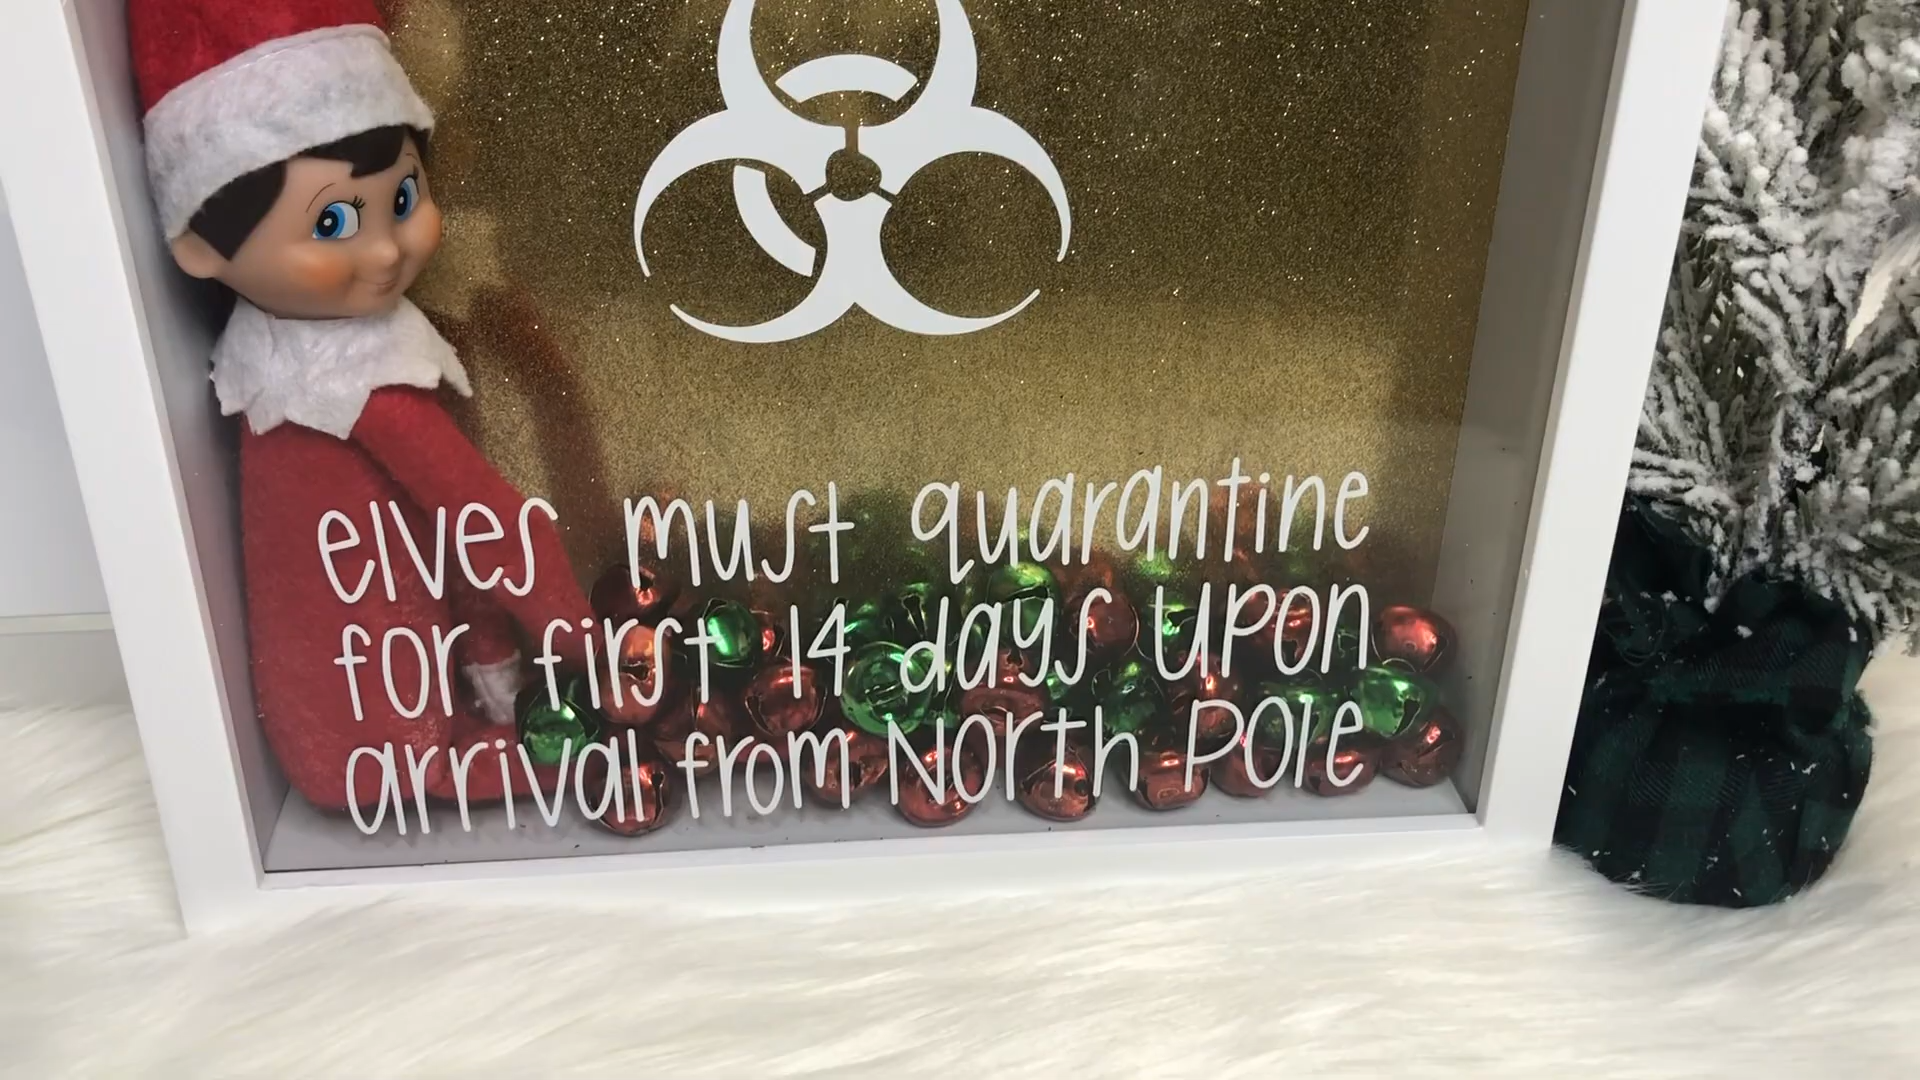 elves must quarantine
for first 14 days upon
arrival from North Pole